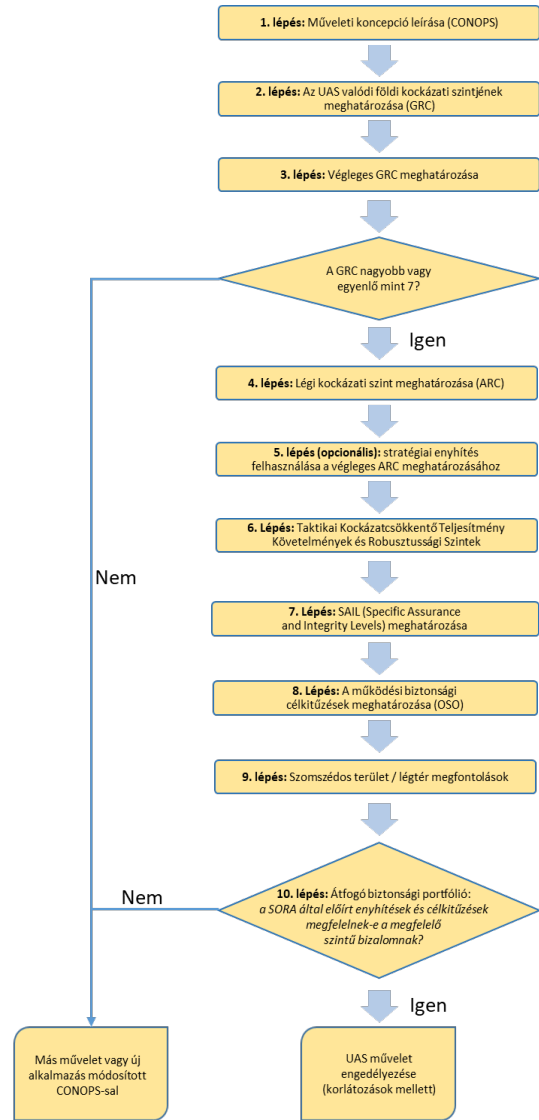 1. lépés: Műveleti koncepció leírása (CONOPS)
2. lépés: Az UAS valódi földi kockázati szintjének
meghatározása (GRC)
3. lépés: Végleges GRC meghatározása
A GRC nagyobb vagy
egyenlő mint 7?
Igen
4. lépés: Légi kockázati szint meghatározása (ARC)
5. lépés (opcionális): stratégiai enyhítés
felhasználása a végleges ARC meghatározásához
6. Lépés: Taktikai Kockázatcsökkentő Teljesítmény
Követelmények és Robusztussági Szintek
Nem
7. Lépés: SAIL (Specific Assurance
and Integrity Levels) meghatározása
8. Lépés: A működési biztonsági
célkitűzések meghatározása (OSO)
9. lépés: Szomszédos terület / légtér megfontolások
Nem
10. lépés: Átfogó biztonsági portfólió:
a SORA által előírt enyhítések és célkitűzések
megfelelnek-e a megfelelő
szintű bizalomnak?
Igen
Más művelet vagy új
alkalmazás módosított
CONOPS-sal
UAS művelet
engedélyezése
(korlátozások mellett)